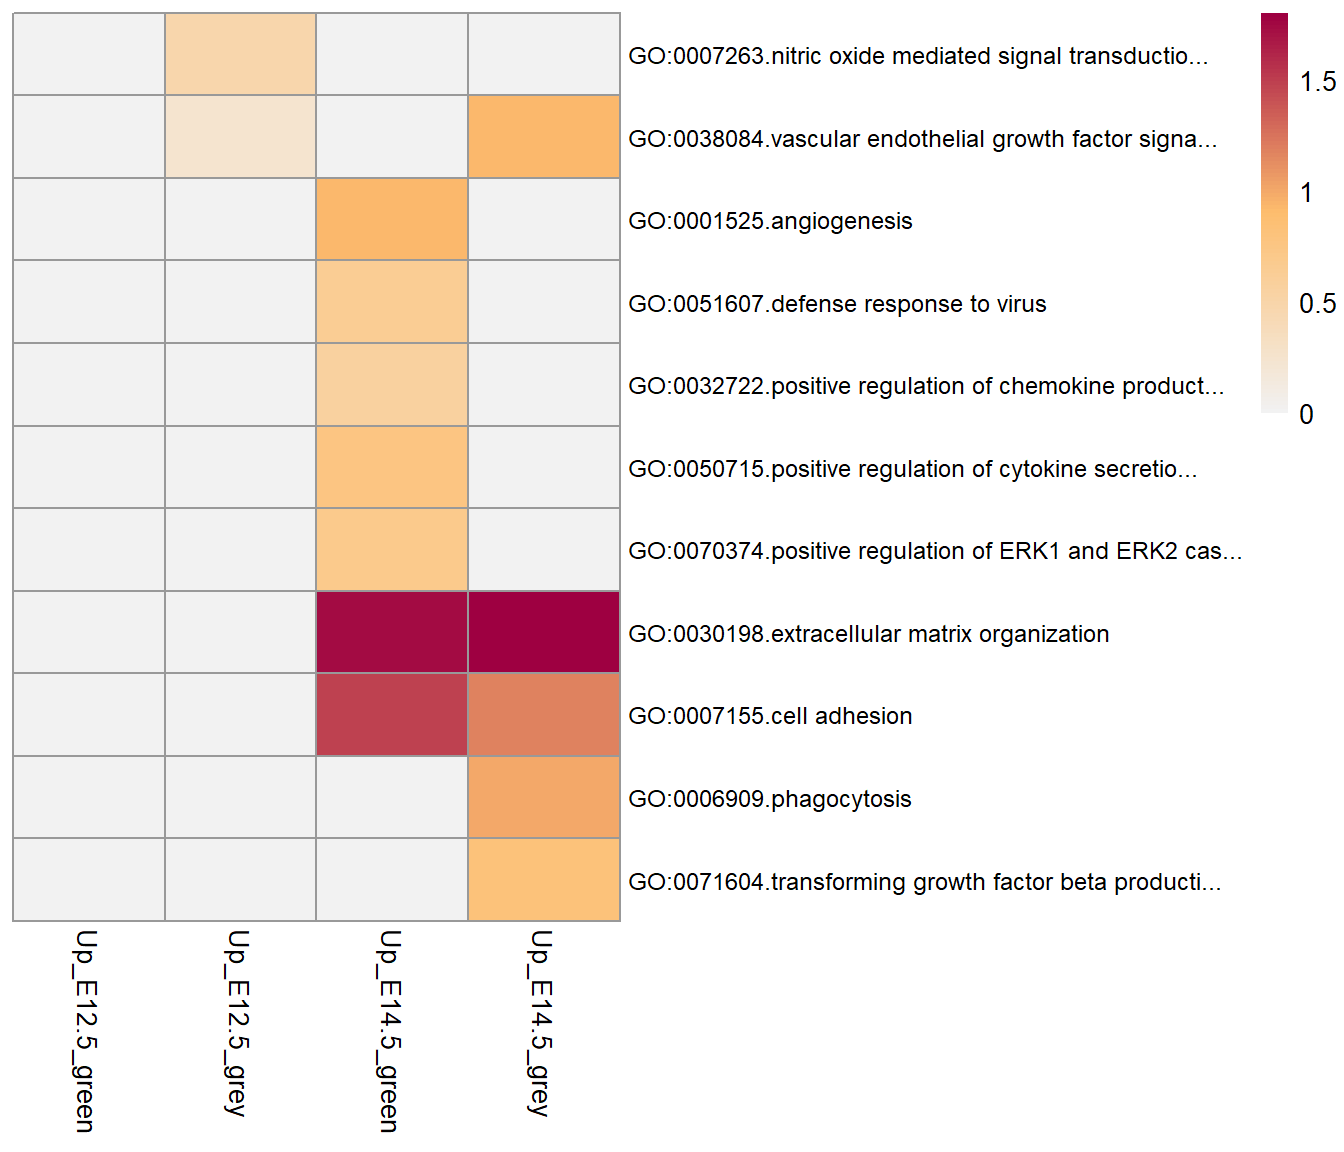 GO:0007263.nitric oxide mediated signal transductio...
GO:0038084.vascular endothelial growth factor signa...
GO:0001525.angiogenesis
GO:0051607.defense response to virus
GO:0032722.positive regulation of chemokine product...
GO:0050715.positive regulation of cytokine secretio...
GO:0070374.positive regulation of ERK1 and ERK2 cas...
GO:0030198.extracellular matrix organization
GO:0007155.cell adhesion
GO:0006909.phagocytosis
GO:0071604.transforming growth factor beta producti...
1.5
1
0.5
0
Up_E12.5_green
Up_E12.5_grey
Up_E14.5_green
Up_E14.5_grey